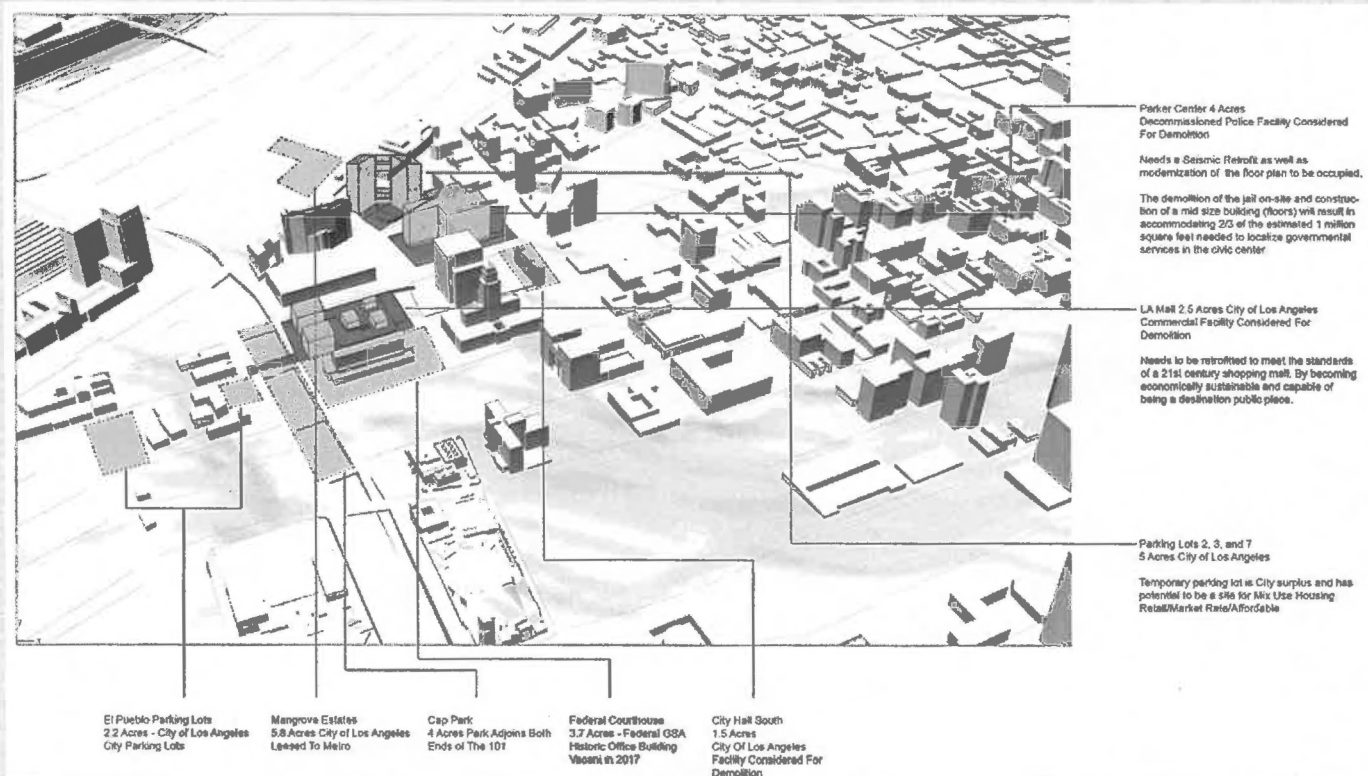 Parker Center 4 Acres
Decommissioned Police Facility Considered
For Demolition
Needs a Seismic Retrofit as well as
modernization of the floor plan to be occupied.
The demolition of the jail on-site and construc-
tion of a mid size building (floors) will result in
accommodating 2/3 of the estimated 1 million
square feet needed to localize governmental
services in the civic center
LA Mall 2.5 Acres City of Los Angeles
Commercial Facility Considered For
Demolition
Needs to be retrofitted to meet the standards
of a 21st century shopping mall. By becoming
economically sustainable and capable of
being a destination public place.
Parking Lots 2, 3, and 7
5 Acres City of Los Angeles
Temporary parking lot is City surplus and has
potential to be a site for Mix Use Housing
Retail/Market Rate/Affordable
El Pueblo Parking Lots
2.2 Acres - City of Los Angeles
City Parking Lots
Mangrove Estates
5.8 Acres City of Los Angeles
Leased To Metro
Cap Park
4 Acres Park Adjoins Both
Ends of The 101
Federal Courthouse
3.7 Acres - Federal GSA
Historic Office Building
Vacant in 2017
City Hall South
1.5 Acres
City Of Los Angeles
Facility Considered For
Demolition